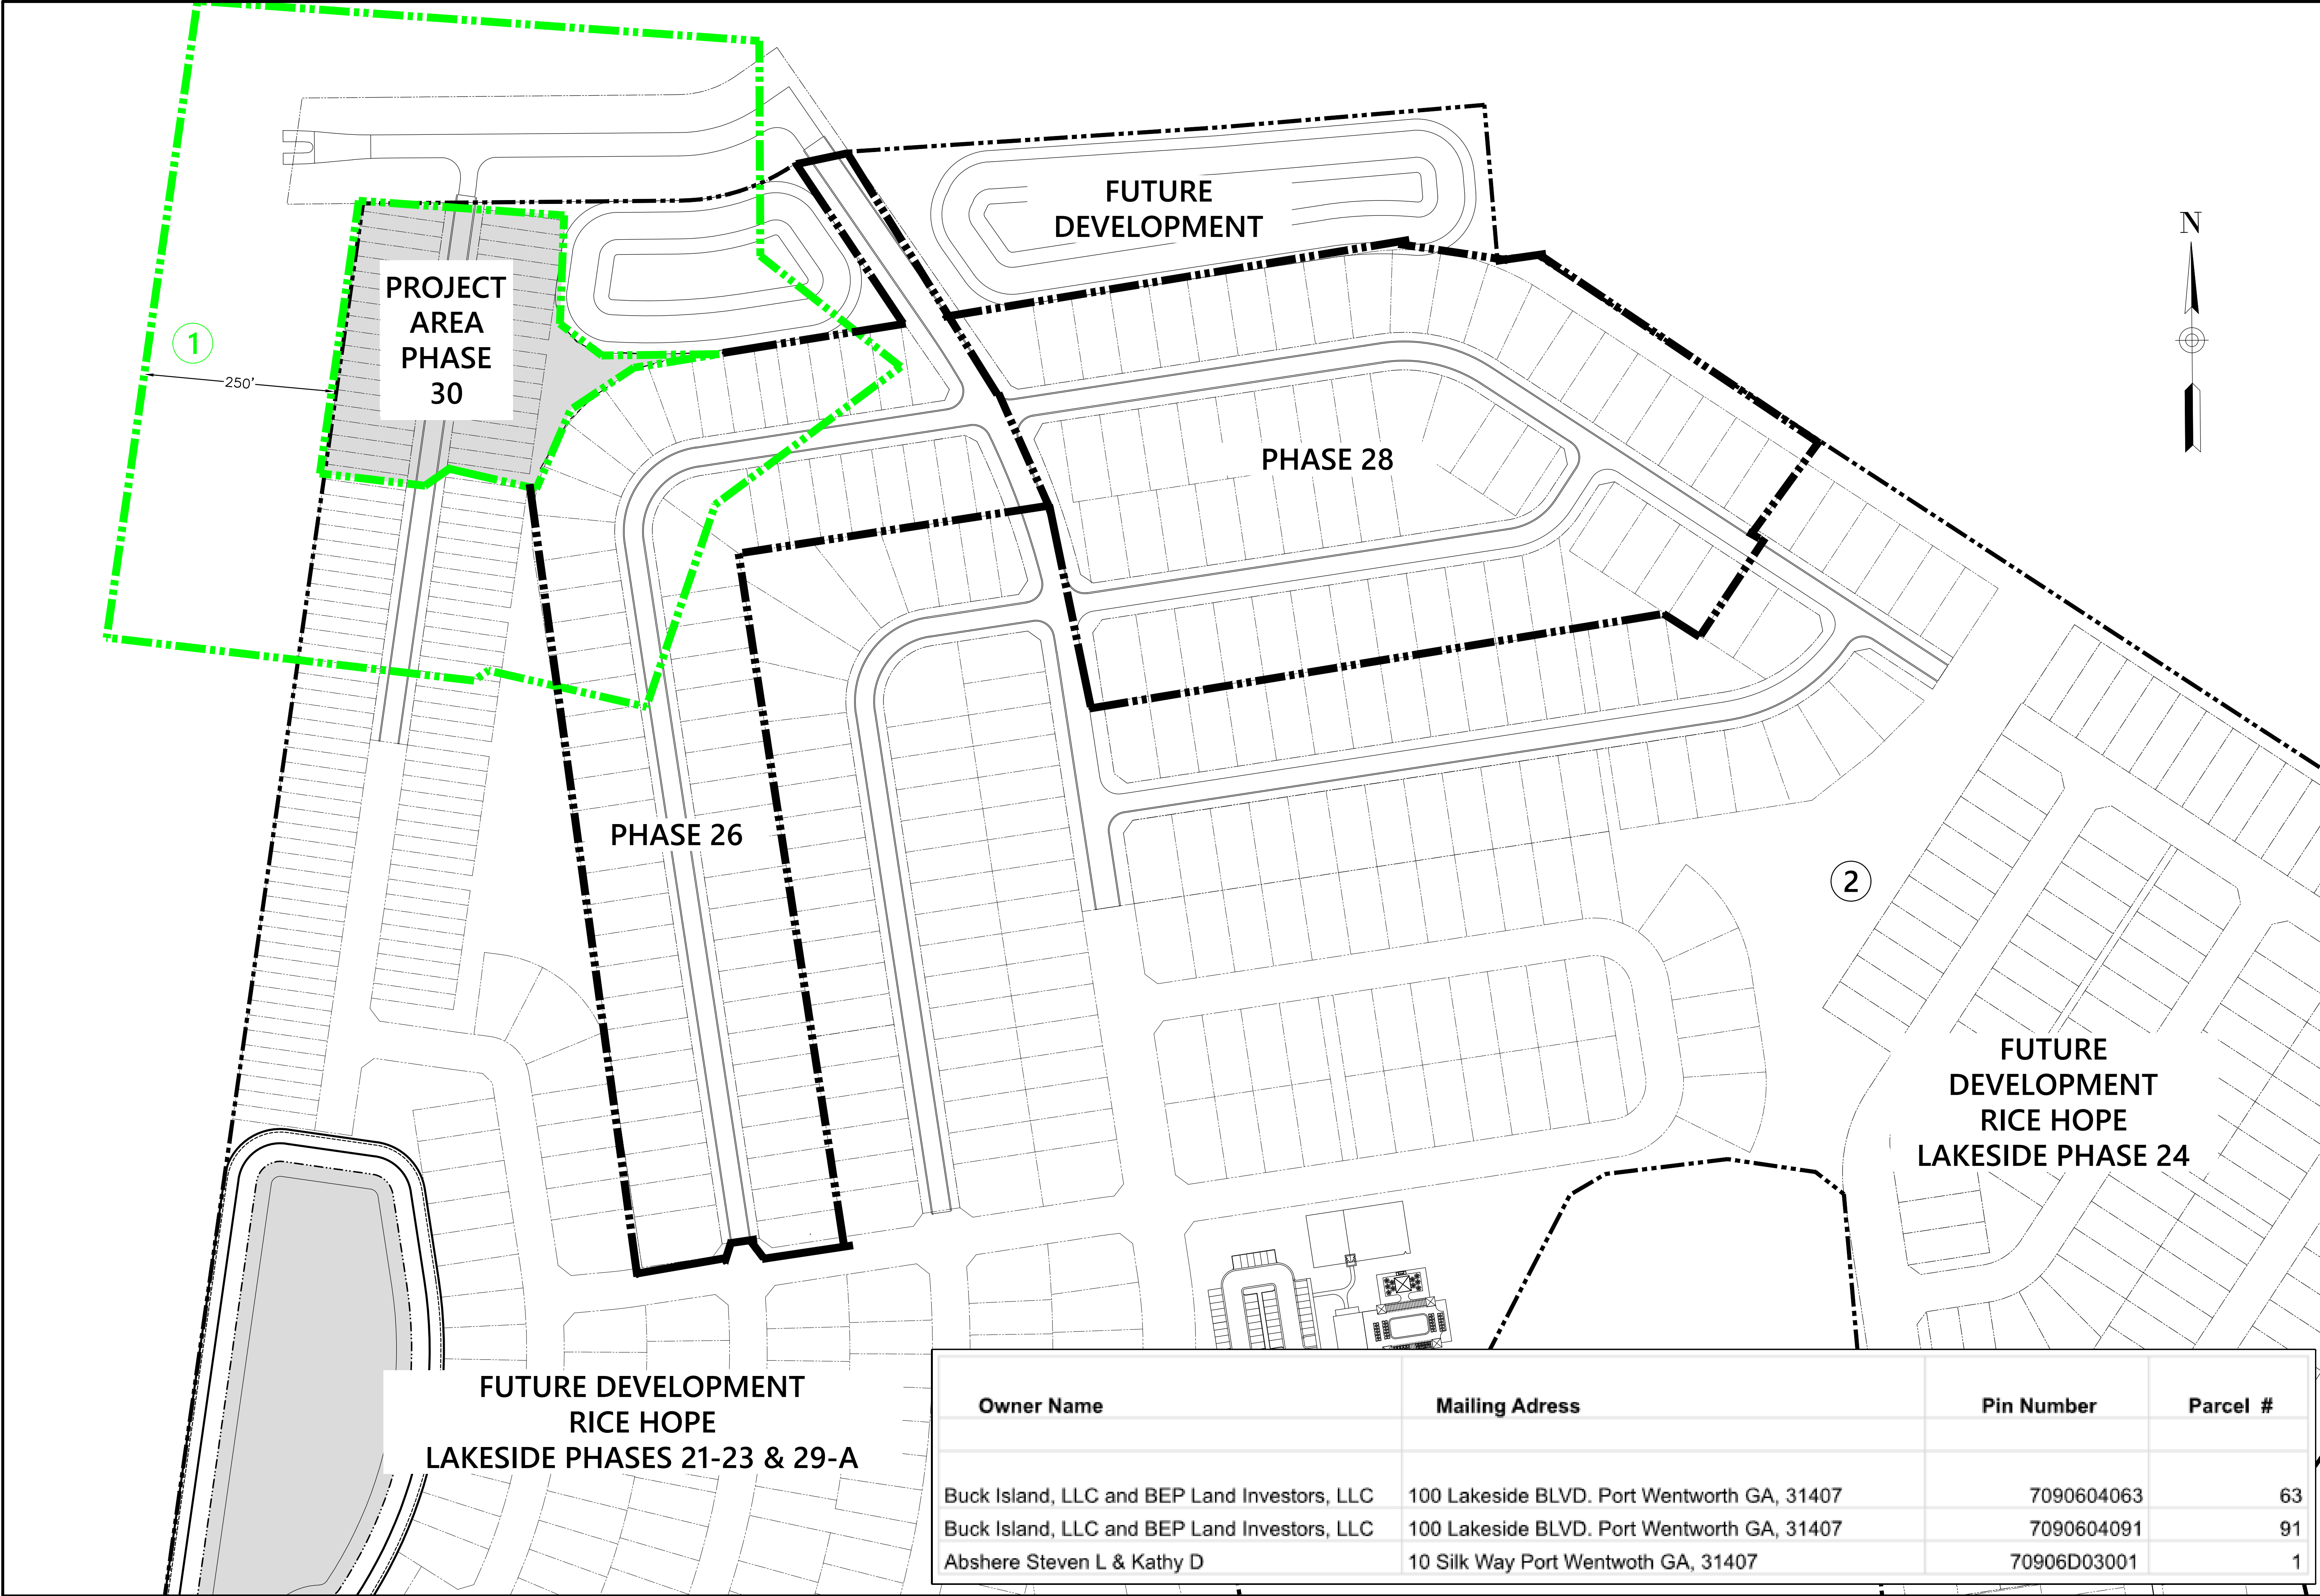 FUTURE
DEVELOPMENT
N
PROJECT
AREA
PHASE
30
1
250'
PHASE 28
PHASE 26
2
FUTURE
DEVELOPMENT
RICE HOPE
LAKESIDE PHASE 24
FUTURE DEVELOPMENT
RICE HOPE
LAKESIDE PHASES 21-23 & 29-A
Owner Name Mailing Adress Pin Number Parcel #
Buck Island, LLC and BEP Land Investors, LLC 100 Lakeside BLVD. Port Wentworth GA, 31407 7090604063 63
Buck Island, LLC and BEP Land Investors, LLC 100 Lakeside BLVD. Port Wentworth GA, 31407 7090604091 91
Abshere Steven L & Kathy D 10 Silk Way Port Wentwoth GA, 31407 70906D03001 1